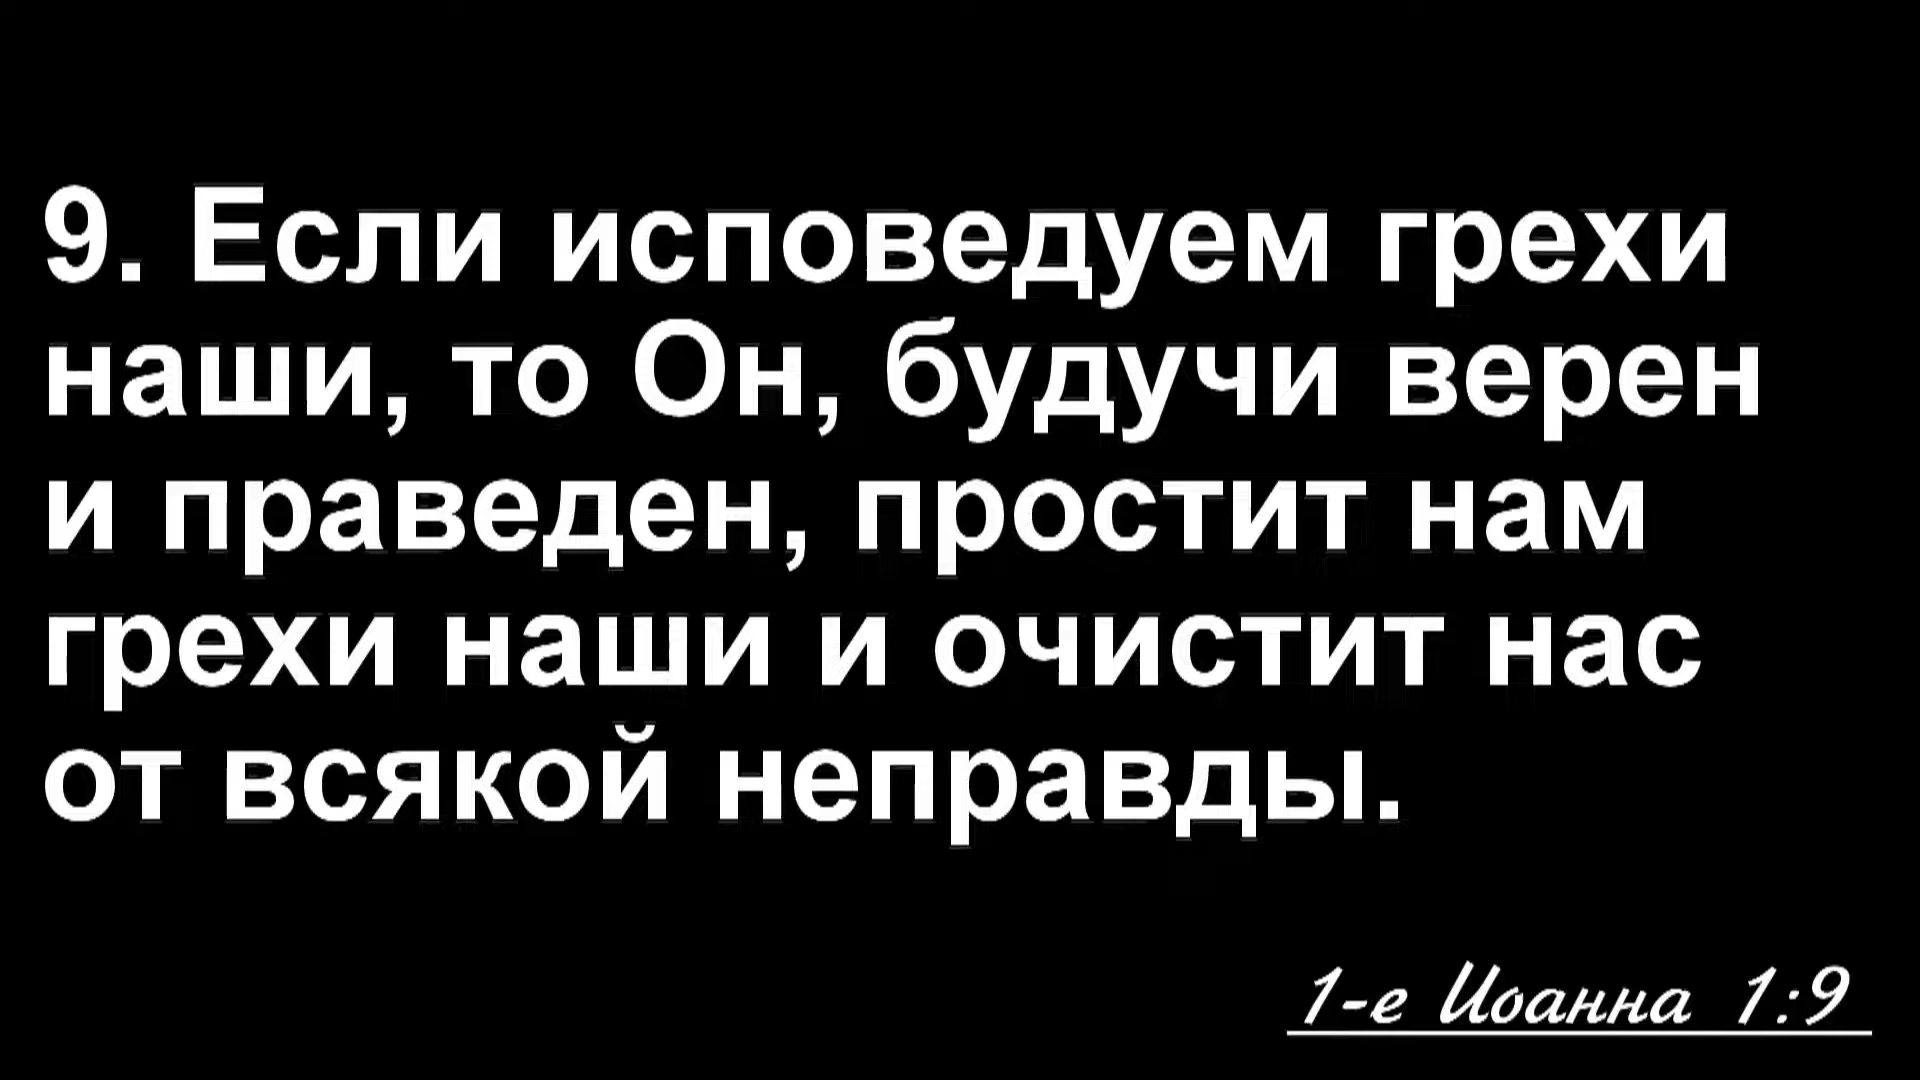 9. Если исповедуем грехи
наши, то Он, будучи верен
и праведен, простит нам
грехи наши и очистит нас
от всякой неправды.
1-е Иоанна 1:9